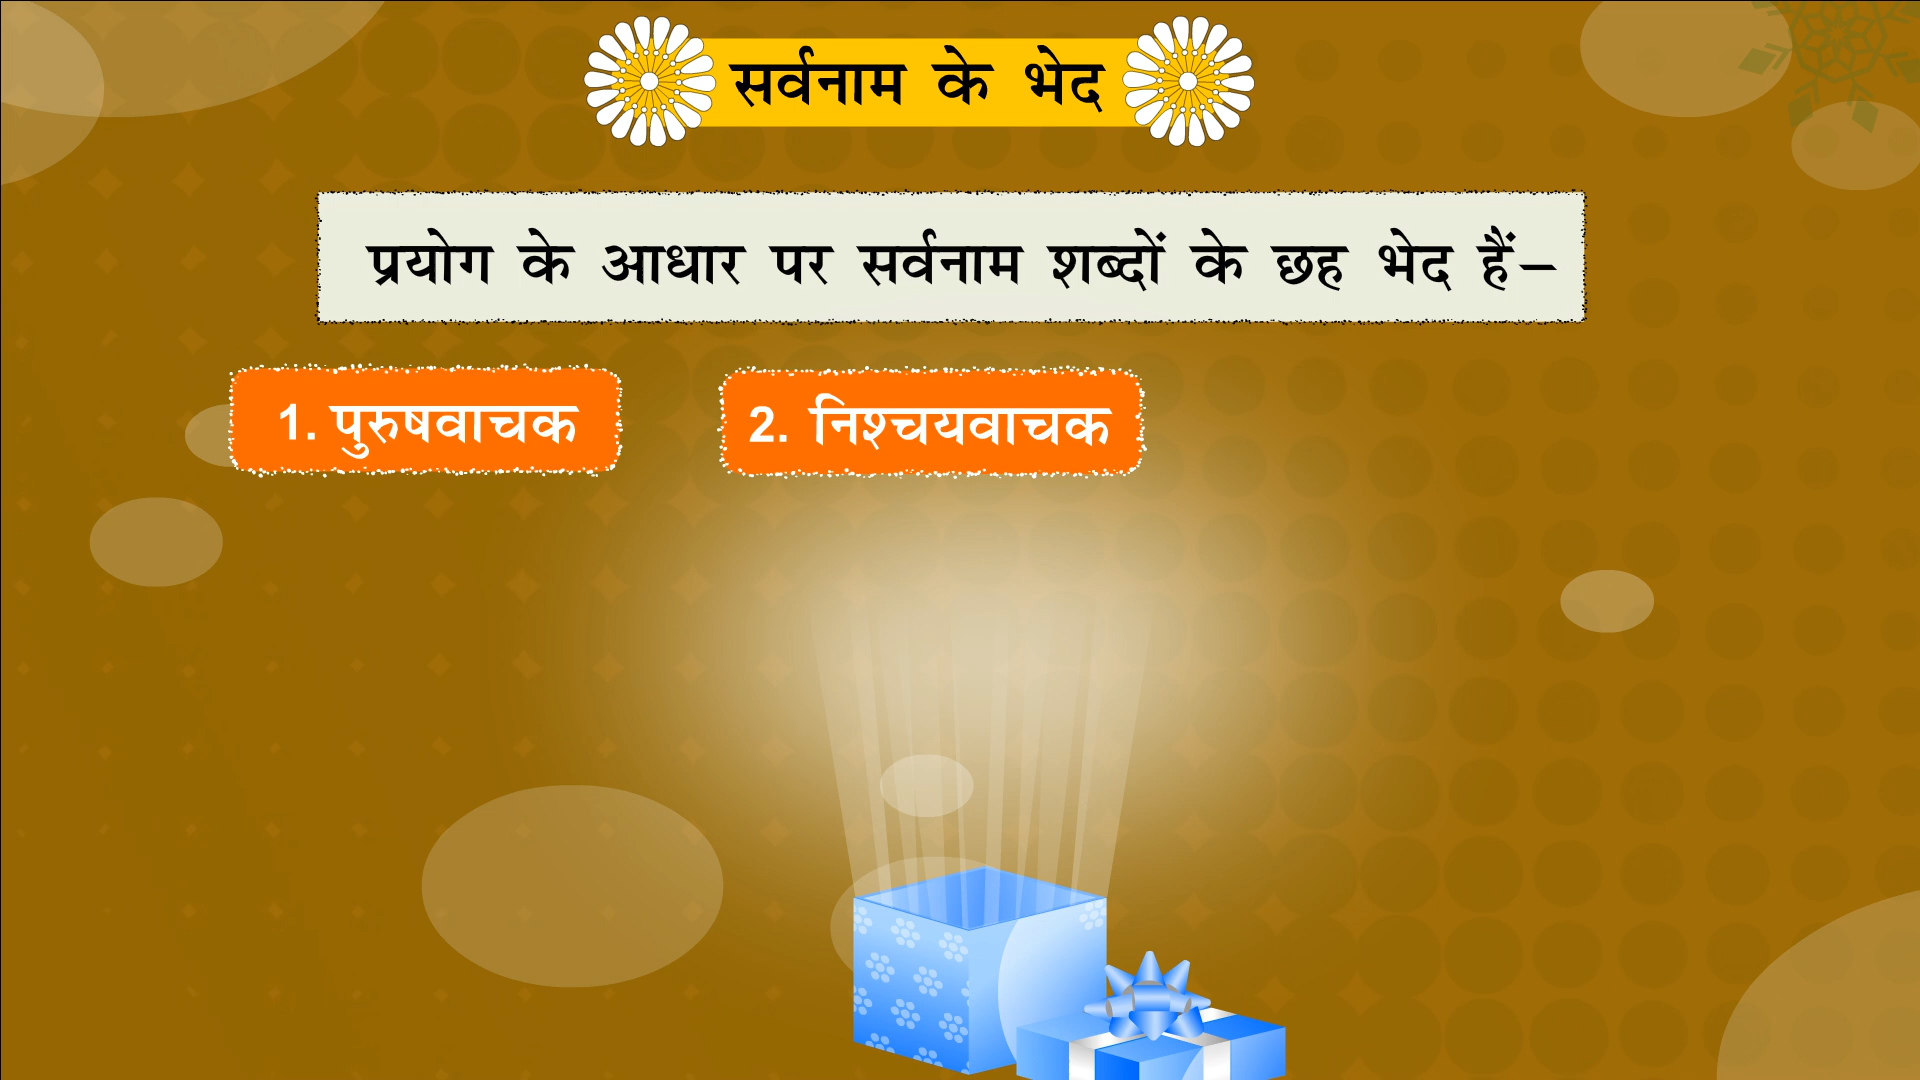 सर्वनाम के भेद
प्रयोग के आधार पर सर्वनाम शब्दों के छह भेद हैं–
1. पुरुषवाचक
2. निश्चयवाचक